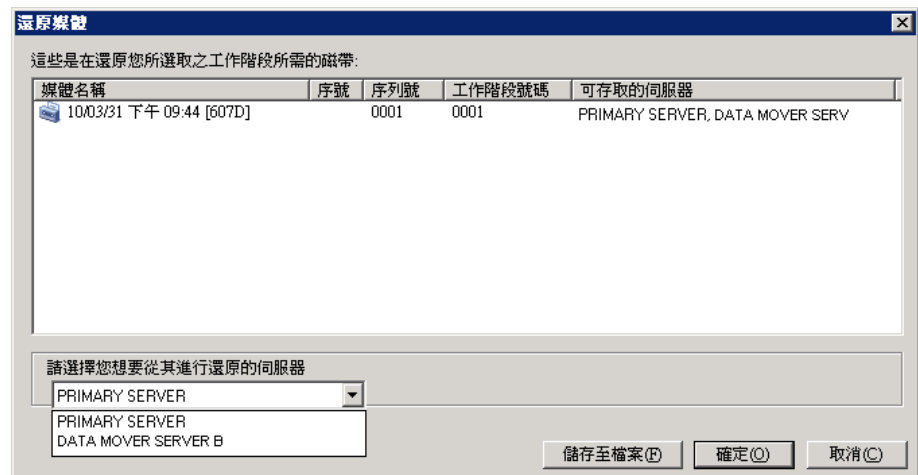 還原媒體
這些是在還原您所選取之工作階段所需的磁帶:
媒體名稱 序號 序列號 工作階段號碼 可存取的伺服器
10/03/31 下午 09:44 [607D] 0001 0001 PRIMARY SERVER, DATA MOVER SERV
請選擇您想要從其進行還原的伺服器
PRIMARY SERVER
PRIMARY SERVER
DATA MOVER SERVER B
儲存至檔案(F) 確定(O) 取消(C)